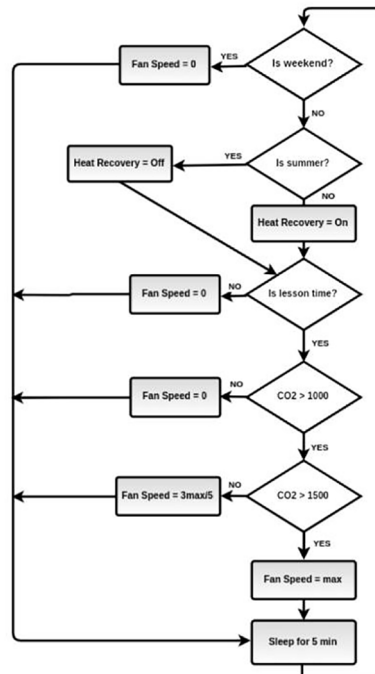 Is weekend?
YES
Fan Speed = 0
NO
Is summer?
YES
Heat Recovery = Off
NO
Heat Recovery = On
Is lesson time?
NO
Fan Speed = 0
YES
CO2 > 1000
NO
Fan Speed = 0
YES
CO2 > 1500
NO
Fan Speed = 3max/5
YES
Fan Speed = max
Sleep for 5 min